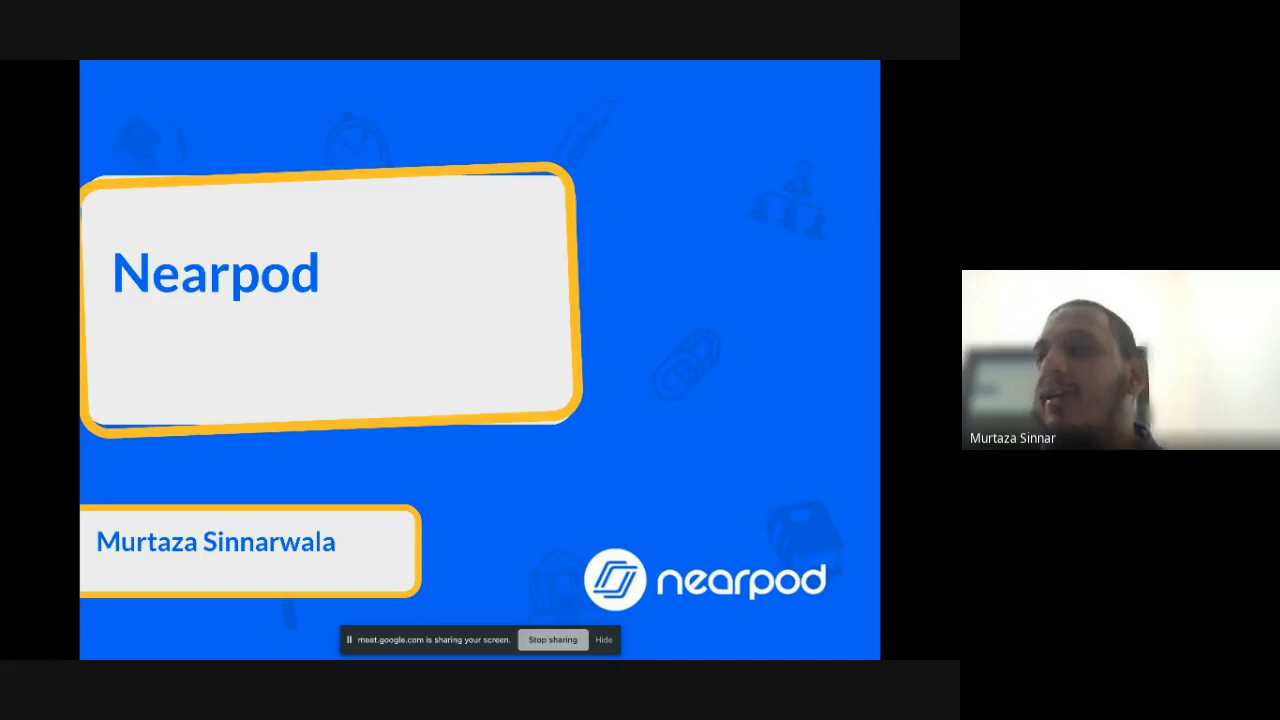 Nearpod
Murtaza Sinnarwala
nearpod
meet.google.com is sharing your screen. Stop sharing Hide
Murtaza Sinnar